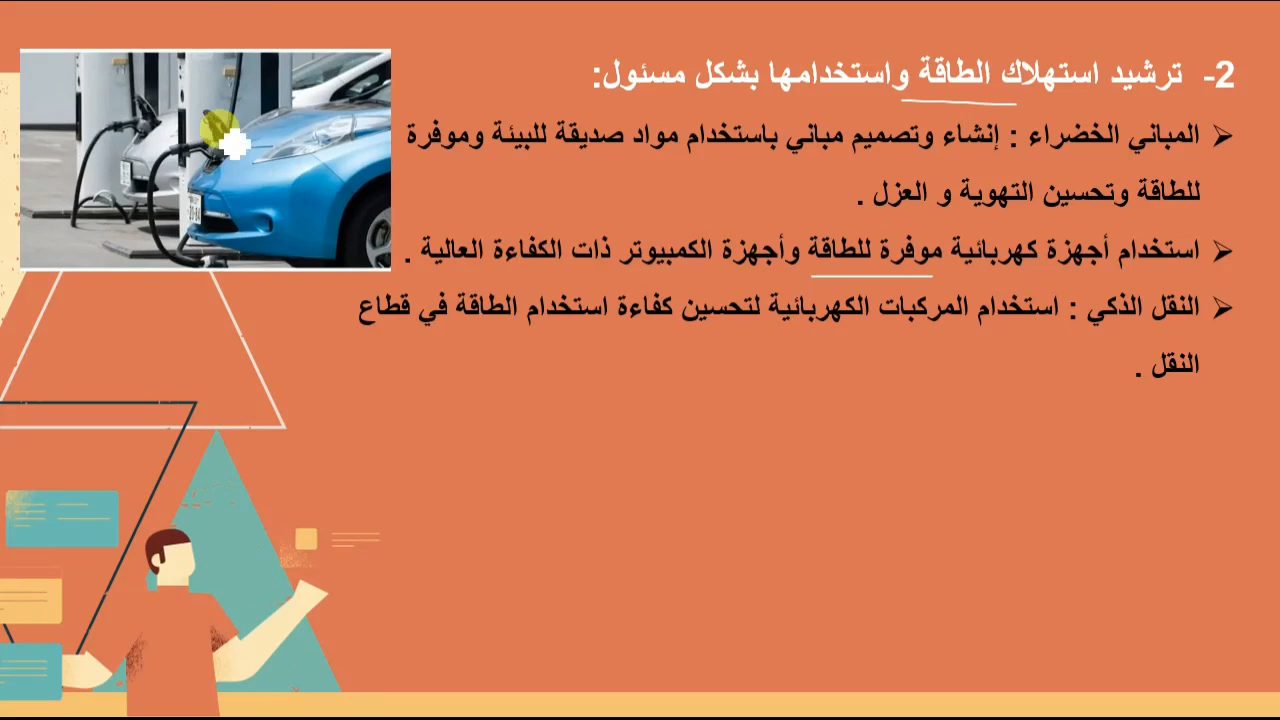 2- ترشيد استهلاك الطاقة واستخدامها بشكل مسئول:
المباني الخضراء : إنشاء وتصميم مباني باستخدام مواد صديقة للبيئة وموفرة
للطاقة وتحسين التهوية و العزل .
استخدام أجهزة كهربائية موفرة للطاقة وأجهزة الكمبيوتر ذات الكفاءة العالية .
النقل الذكي : استخدام المركبات الكهربائية لتحسين كفاءة استخدام الطاقة في قطاع
النقل .